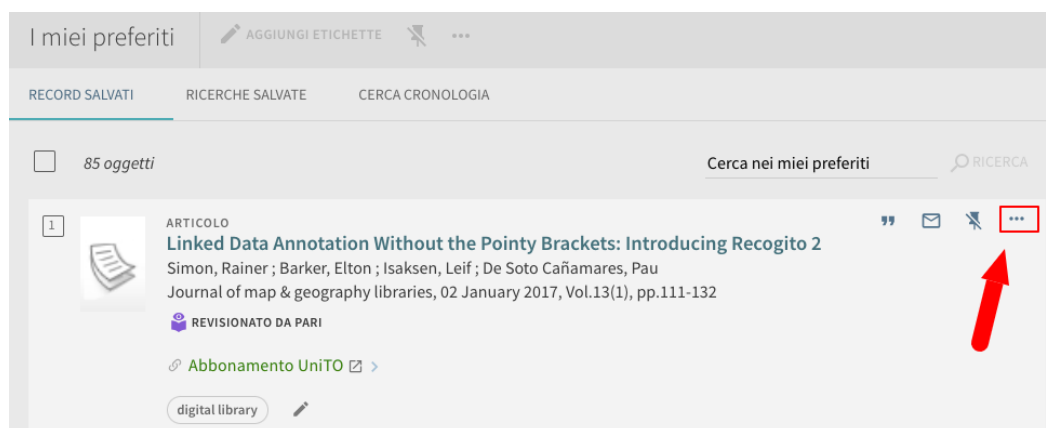 I miei preferiti
AGGIUNGI ETICHETTE
RECORD SALVATI
RICERCHE SALVATE
CERCA CRONOLOGIA
85 oggetti
Cerca nei miei preferiti
RICERCA
1
ARTICOLO
Linked Data Annotation Without the Pointy Brackets: Introducing Recogito 2
Simon, Rainer ; Barker, Elton ; Isaksen, Leif ; De Soto Cañamares, Pau
Journal of map & geography libraries, 02 January 2017, Vol.13(1), pp.111-132
REVISIONATO DA PARI
Abbonamento UniTO
digital library